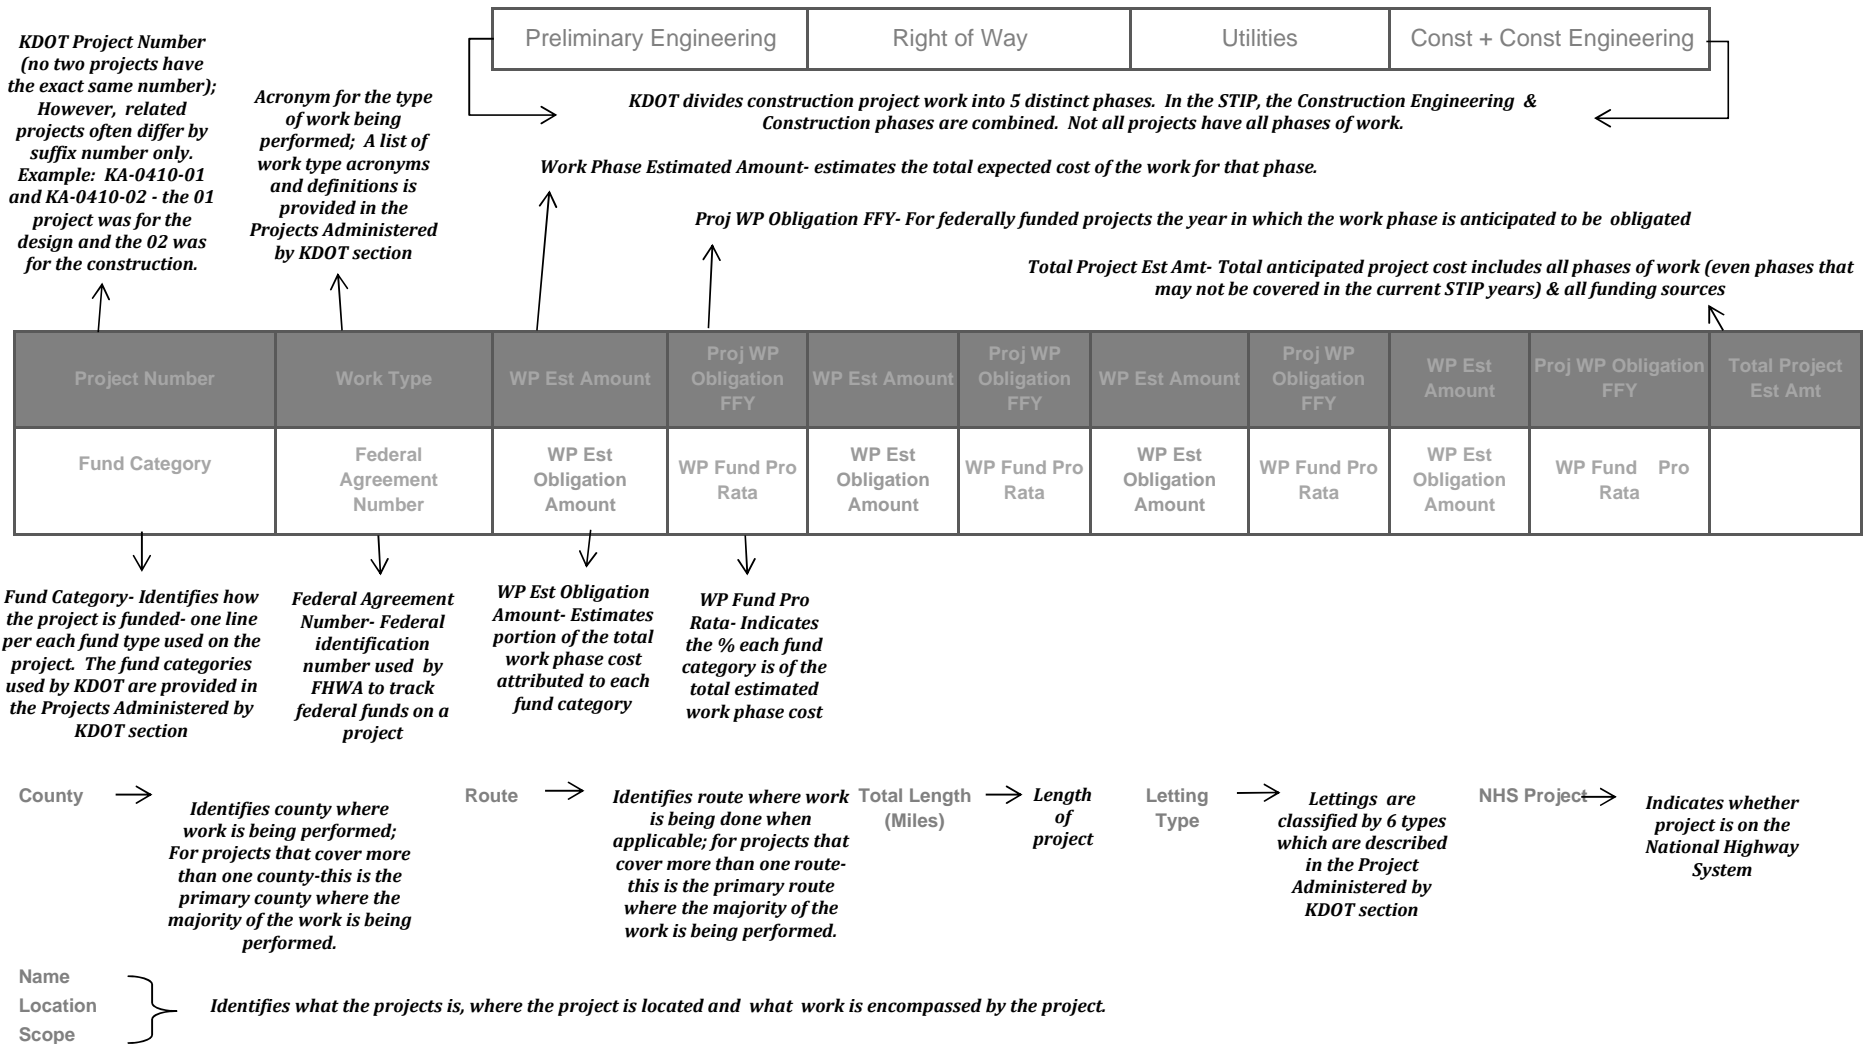 KDOT Project Number
(no two projects have
the exact same number);
However, related
projects often differ by
suffix number only.
Example: KA-0410-01
and KA-0410-02 - the 01
project was for the
design and the 02 was
for the construction.
Acronym for the type
of work being
performed; A list of
work type acronyms
and definitions is
provided in the
Projects Administered
by KDOT section
Preliminary Engineering
Right of Way
Utilities
Const + Const Engineering
KDOT divides construction project work into 5 distinct phases. In the STIP, the Construction Engineering &
Construction phases are combined. Not all projects have all phases of work.
Work Phase Estimated Amount- estimates the total expected cost of the work for that phase.
Proj WP Obligation FFY- For federally funded projects the year in which the work phase is anticipated to be obligated
Total Project Est Amt- Total anticipated project cost includes all phases of work (even phases that
may not be covered in the current STIP years) & all funding sources
Project Number
Work Type
WP Est Amount
Proj WP
Obligation
FFY
WP Est Amount
Proj WP
Obligation
FFY
WP Est Amount
Proj WP
Obligation
FFY
WP Est
Amount
Proj WP Obligation
FFY
Total Project
Est Amt
Fund Category
Federal
Agreement
Number
WP Est
Obligation
Amount
WP Fund Pro
Rata
WP Est
Obligation
Amount
WP Fund Pro
Rata
WP Est
Obligation
Amount
WP Fund Pro
Rata
WP Est
Obligation
Amount
WP Fund Pro
Rata
Fund Category- Identifies how
the project is funded- one line
per each fund type used on the
project. The fund categories
used by KDOT are provided in
the Projects Administered by
KDOT section
Federal Agreement
Number- Federal
identification
number used by
FHWA to track
federal funds on a
project
WP Est Obligation
Amount- Estimates
portion of the total
work phase cost
attributed to each
fund category
WP Fund Pro
Rata- Indicates
the % each fund
category is of the
total estimated
work phase cost
County
Identifies county where
work is being performed;
For projects that cover more
than one county-this is the
primary county where the
majority of the work is being
performed.
Route
Identifies route where work
is being done when
applicable; for projects that
cover more than one route-
this is the primary route
where the majority of the
work is being performed.
Total Length
(Miles)
Length
of
project
Letting
Type
Lettings are
classified by 6 types
which are described
in the Project
Administered by
KDOT section
NHS Project
Indicates whether
project is on the
National Highway
System
Name
Location
Scope
Identifies what the projects is, where the project is located and what work is encompassed by the project.